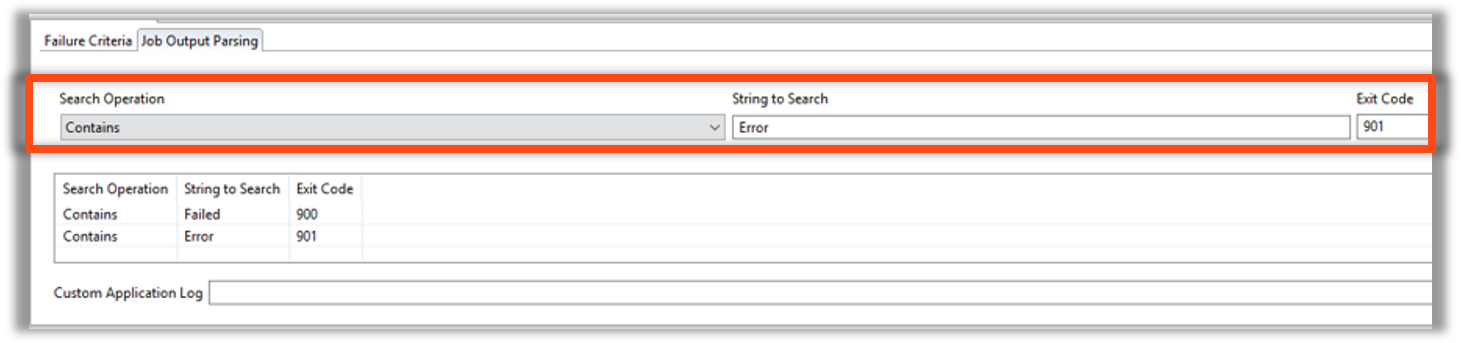 Failure Criteria Job Output Parsing
Search Operation String to Search Exit Code
Contains Error 901
Search Operation String to Search Exit Code
Contains Failed 900
Contains Error 901
Custom Application Log